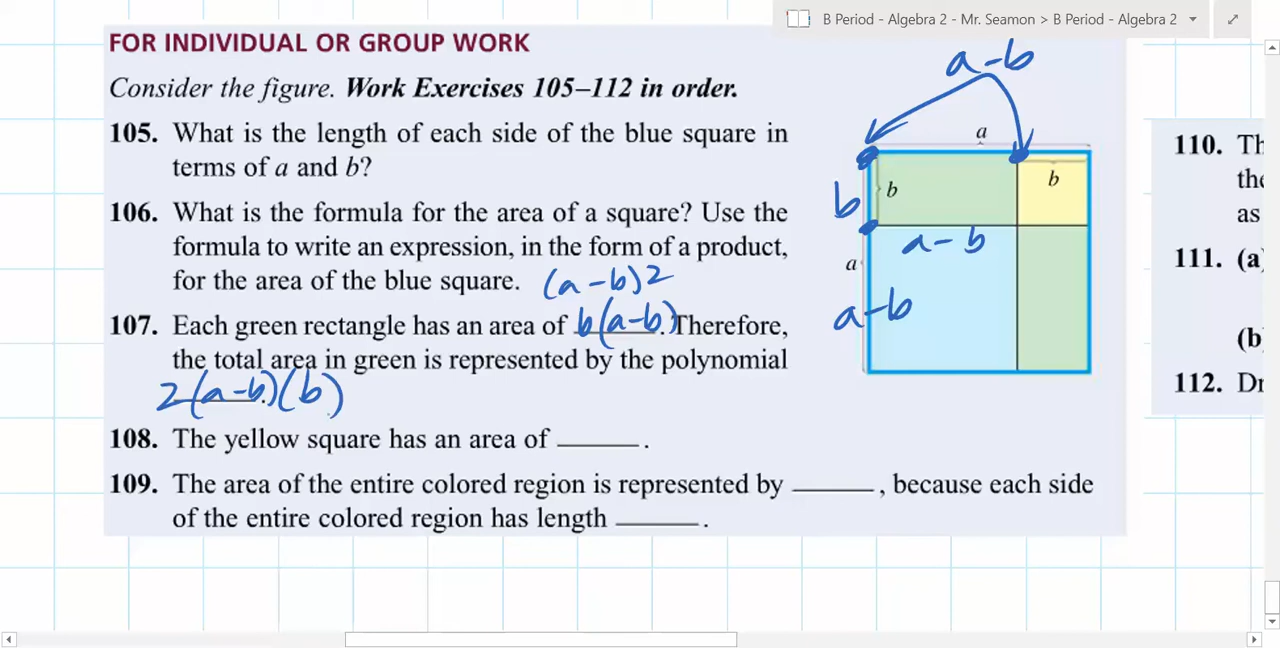 B Period - Algebra 2 - Mr. Seamon > B Period - Algebra 2
FOR INDIVIDUAL OR GROUP WORK
Consider the figure. Work Exercises 105–112 in order.
105. What is the length of each side of the blue square in
terms of a and b?
106. What is the formula for the area of a square? Use the
formula to write an expression, in the form of a product,
for the area of the blue square. (a-b)2
107. Each green rectangle has an area of b(a-b). Therefore,
the total area in green is represented by the polynomial
2(a-b)(b).
108. The yellow square has an area of ______.
109. The area of the entire colored region is represented by ______, because each side
of the entire colored region has length ______.
a-b
a
b
b
b
a-b
a
a-b
110. Th
the
as
111. (a)
(b)
112. Dr